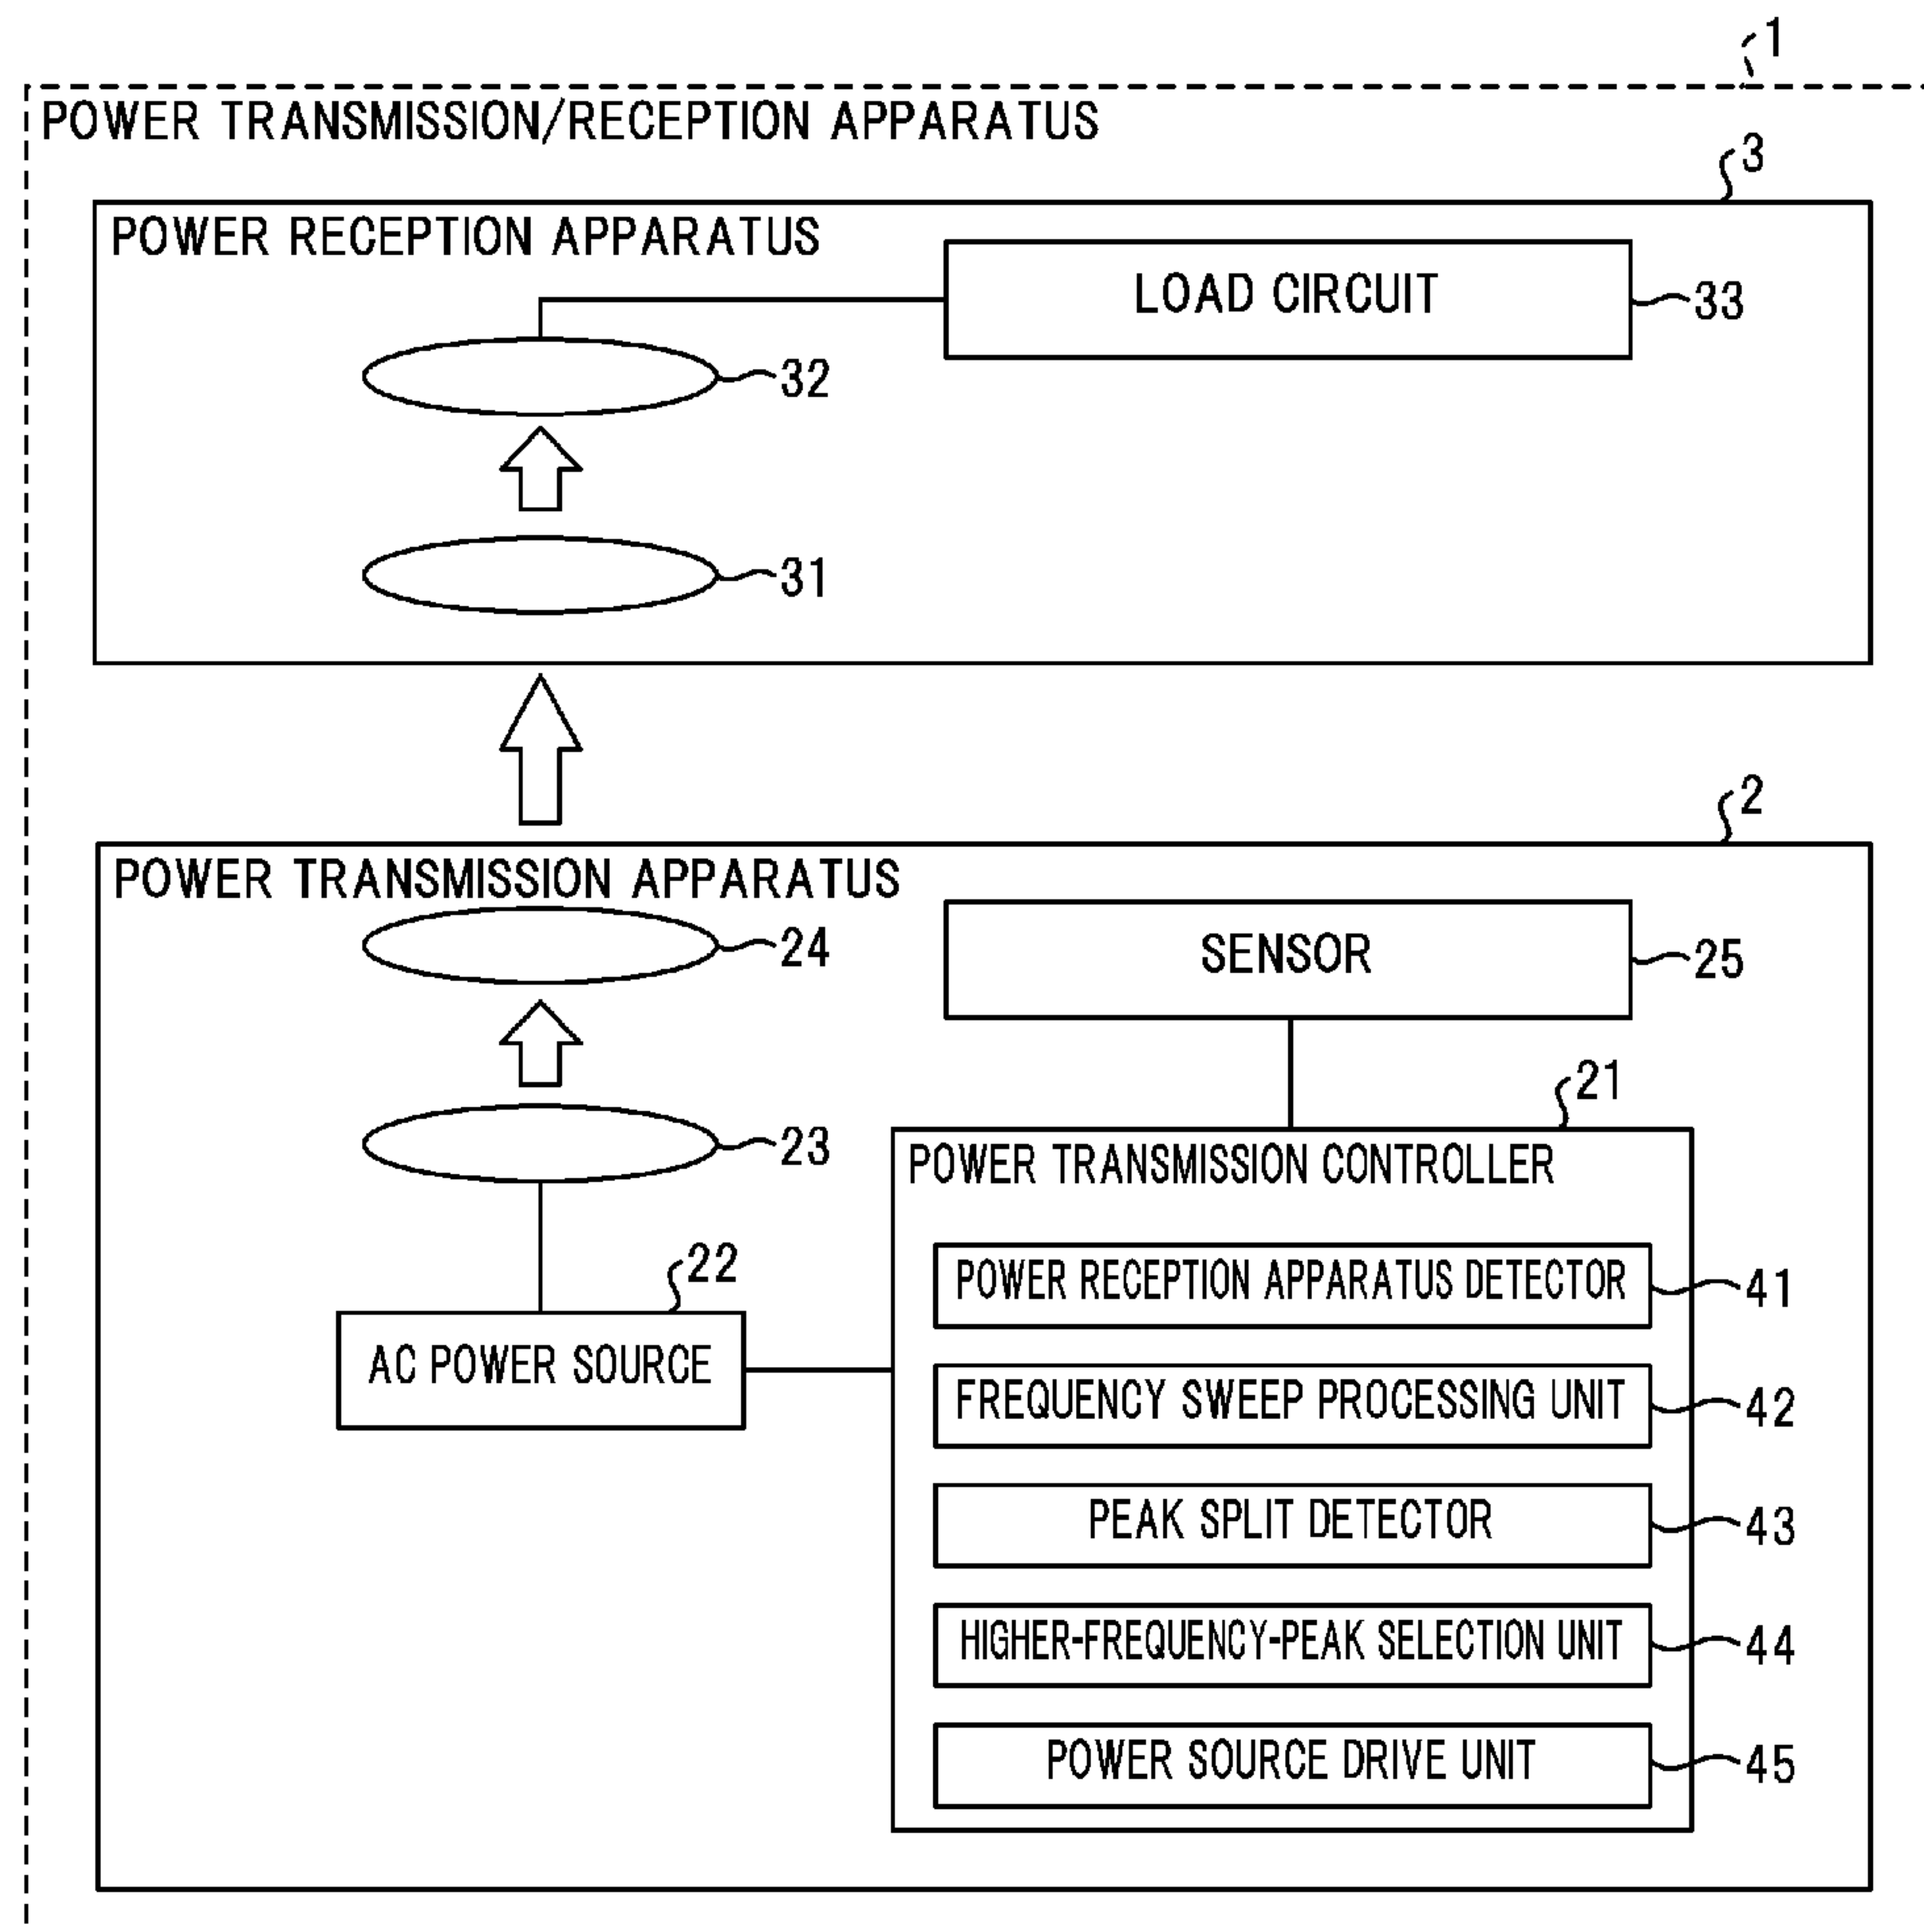 1
POWER TRANSMISSION/RECEPTION APPARATUS
3
POWER RECEPTION APPARATUS
LOAD CIRCUIT
33
32
31
2
POWER TRANSMISSION APPARATUS
24
SENSOR
25
21
23
POWER TRANSMISSION CONTROLLER
22
POWER RECEPTION APPARATUS DETECTOR
41
AC POWER SOURCE
FREQUENCY SWEEP PROCESSING UNIT
42
PEAK SPLIT DETECTOR
43
HIGHER-FREQUENCY-PEAK SELECTION UNIT
44
POWER SOURCE DRIVE UNIT
45